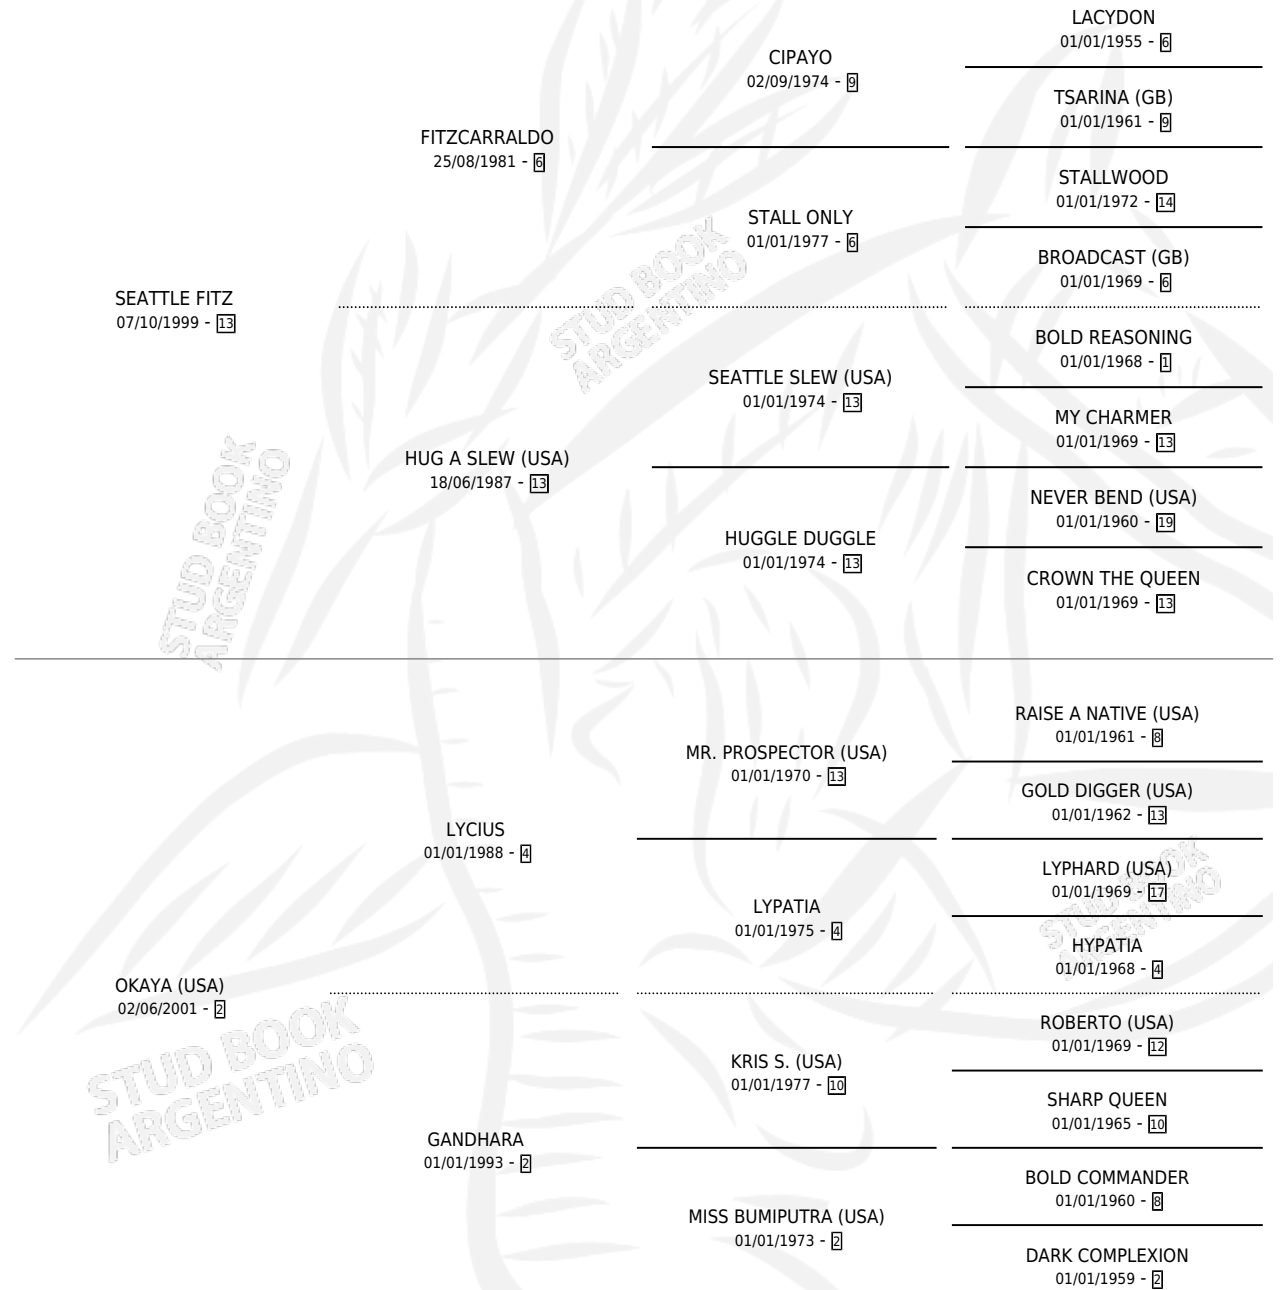 LACYDON
01/01/1955 - 6
CIPAYO
02/09/1974 - 9
TSARINA (GB)
01/01/1961 - 9
FITZCARRALDO
25/08/1981 - 6
STALLWOOD
01/01/1972 - 14
STALL ONLY
01/01/1977 - 6
BROADCAST (GB)
01/01/1969 - 6
SEATTLE FITZ
07/10/1999 - 13
STUD BOOK
ARGENTINO
BOLD REASONING
01/01/1968 - 1
SEATTLE SLEW (USA)
01/01/1974 - 13
MY CHARMER
01/01/1969 - 13
HUG A SLEW (USA)
18/06/1987 - 13
NEVER BEND (USA)
01/01/1960 - 19
HUGGLE DUGGLE
01/01/1974 - 13
CROWN THE QUEEN
01/01/1969 - 13
STUD BOOK
ARGENTINO
RAISE A NATIVE (USA)
01/01/1961 - 8
MR. PROSPECTOR (USA)
01/01/1970 - 13
GOLD DIGGER (USA)
01/01/1962 - 13
LYCIUS
01/01/1988 - 4
LYPHARD (USA)
01/01/1969 - 17
LYPATIA
01/01/1975 - 4
HYPATIA
01/01/1968 - 4
STUD BOOK
ARGENTINO
OKAYA (USA)
02/06/2001 - 2
ROBERTO (USA)
01/01/1969 - 12
KRIS S. (USA)
01/01/1977 - 10
SHARP QUEEN
01/01/1965 - 10
STUD BOOK
ARGENTINO
GANDHARA
01/01/1993 - 2
BOLD COMMANDER
01/01/1960 - 8
MISS BUMIPUTRA (USA)
01/01/1973 - 2
DARK COMPLEXION
01/01/1959 - 2